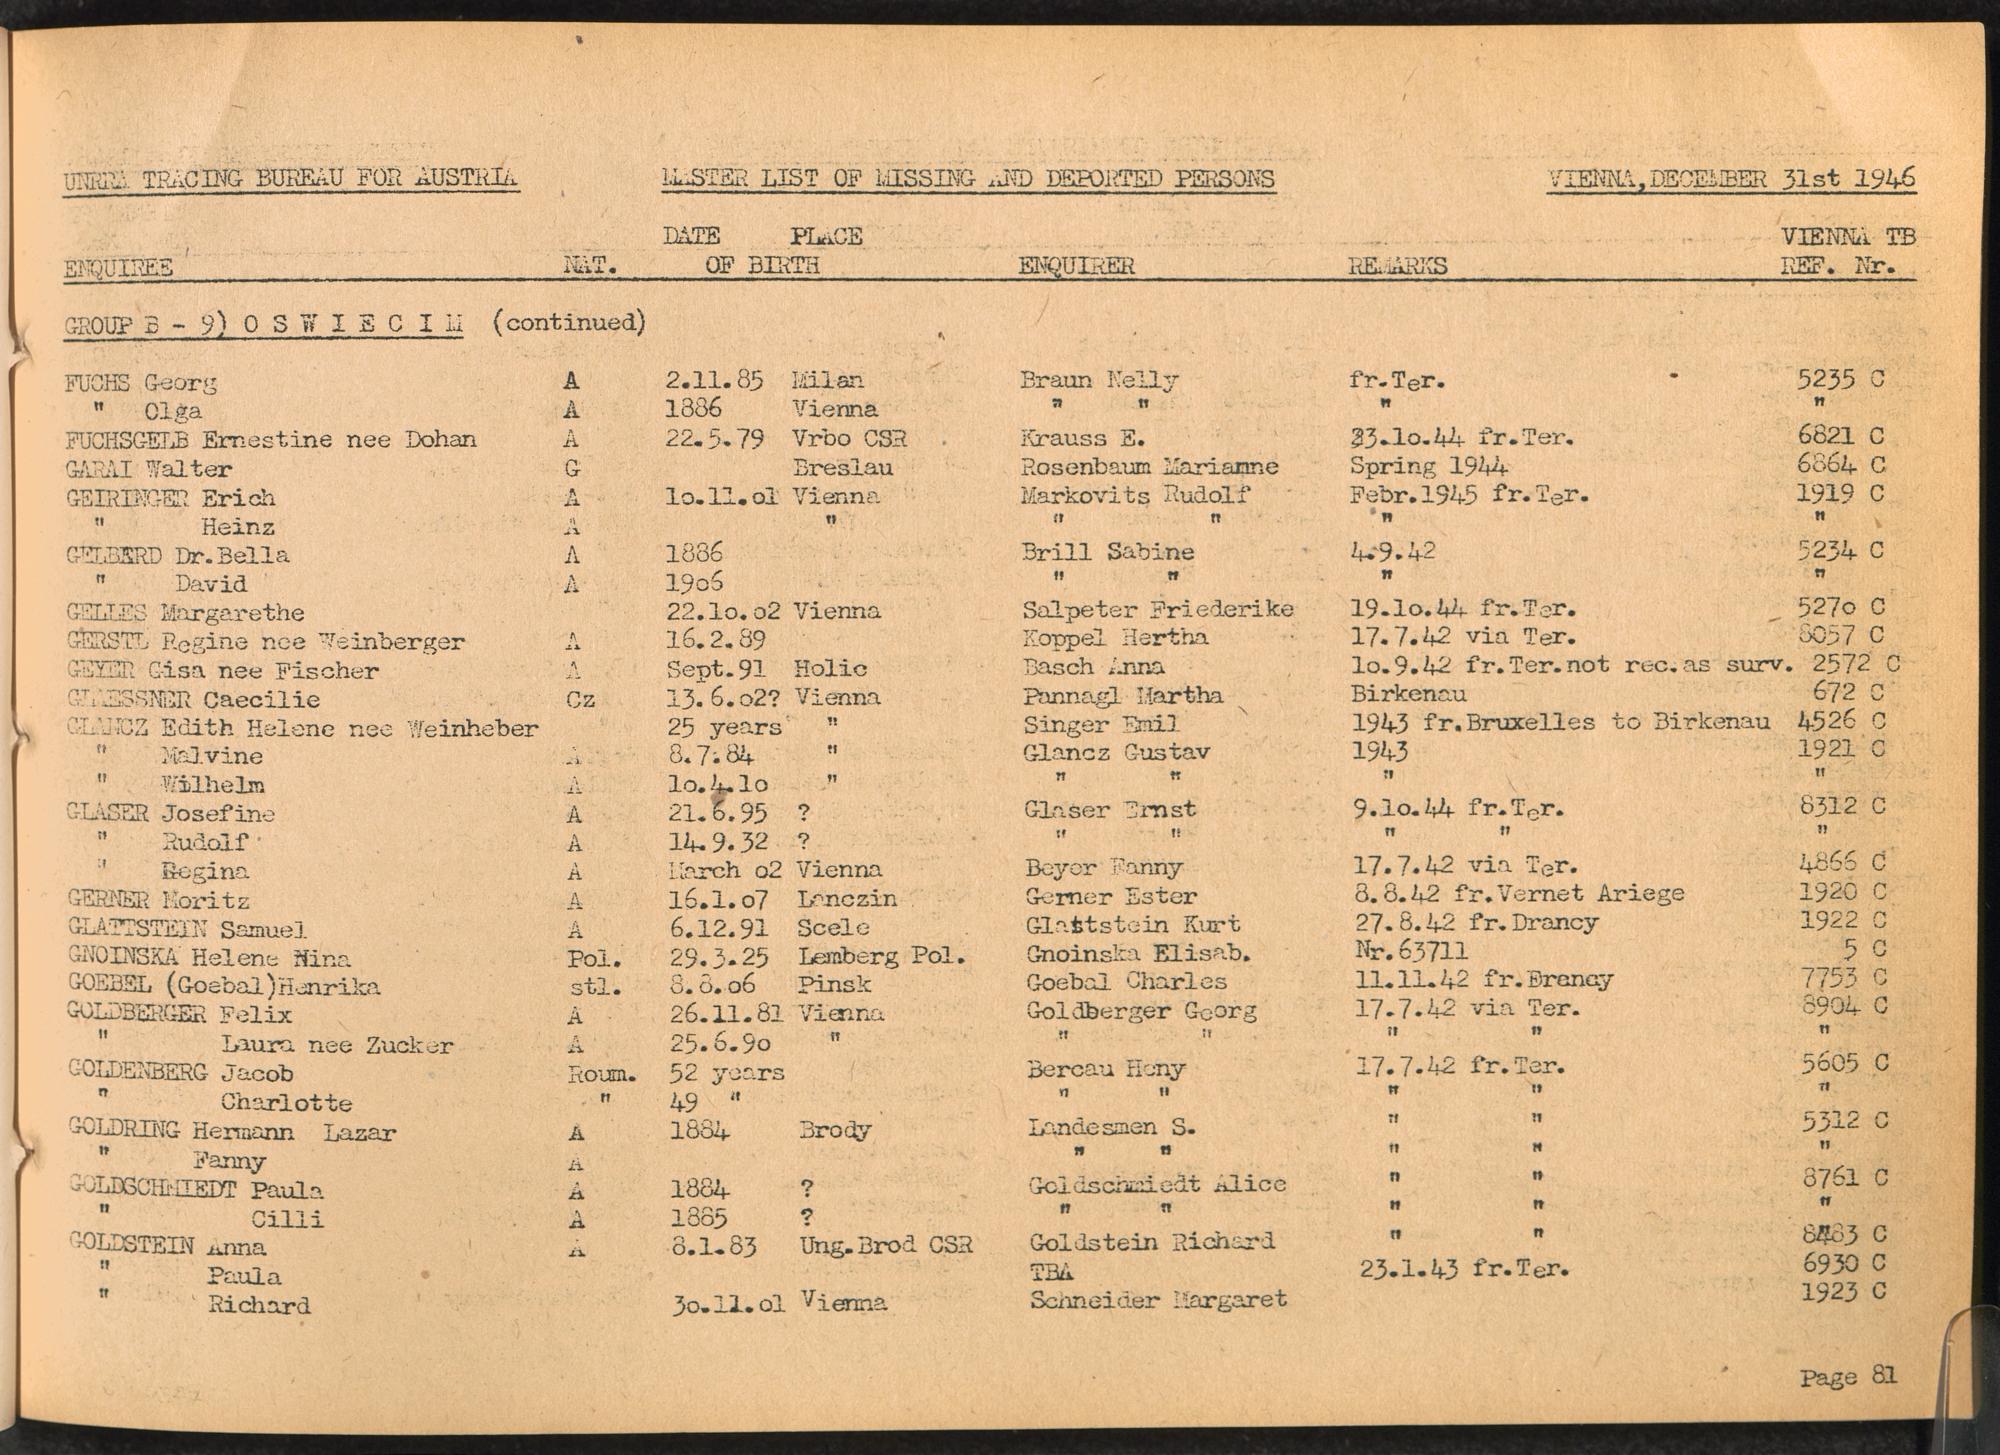 UNRRA TRACING BUREAU FOR AUSTRIA MASTER LIST OF MISSING AND DEPORTED PERSONS VIENNA,DECEMBER 31st 1946
DATE PLACE VIENNA TB
ENQUIREE NAT. OF BIRTH ENQUIRER REMARKS REF. Nr.
GROUP B - 9) O S W I E C I M (continued)
FUCHS Georg A 2.11.85 Milan Braun Nelly fr.Ter. 5235 C
" Olga A 1886 Vienna " " " "
FUCHSGELB Ernestine nee Dohan A 22.5.79 Vrbo CSR Krauss E. 23.10.44 fr.Ter. 6821 C
GARAI Walter G Breslau Rosenbaum Marianne Spring 1944 6864 C
GEIRINGER Erich A lo.11.ol Vienna Markovits Rudolf Febr.1945 fr.Ter. 1919 C
" Heinz A " " " " "
GELBERD Dr.Bella A 1886 Brill Sabine 4.9.42 5234 C
" David A 19o6 " " " "
GELLES Margarethe 22.lo.o2 Vienna Salpeter Friederike 19.lo.44 fr.Ter. 527o C
GERSTL Regine nee Weinberger A 16.2.89 Koppel Hertha 17.7.42 via Ter. 8057 C
GEYER Gisa nee Fischer A Sept.91 Holic Basch Anna lo.9.42 fr.Ter.not rec.as surv. 2572 C
GLAESSNER Caecilie Cz 13.6.o2? Vienna Pannagl Martha Birkenau 672 C
GLANCZ Edith Helene nee Weinheber 25 years " Singer Emil 1943 fr.Bruxelles to Birkenau 4526 C
" Malvine A 8.7.84 " Glancz Gustav 1943 1921 C
" Wilhelm A lo.4.lo " " " " "
GLASER Josefine A 21.6.95 ? Glaser Ernst 9.lo.44 fr.Ter. 8312 C
" Rudolf A 14.9.32 ? " " " " "
" Regina A March o2 Vienna Beyer Fanny 17.7.42 via Ter. 4866 C
GERNER Moritz A 16.1.o7 Lanczin Gerner Ester 8.8.42 fr.Vernet Ariege 1920 C
GLATTSTEIN Samuel A 6.12.91 Scele Glattstein Kurt 27.8.42 fr.Drancy 1922 C
GNOINSKA Helene Nina Pol. 29.3.25 Lemberg Pol. Gnoinska Elisab. Nr.63711 5 C
GOEBEL (Goebal)Henrika stl. 8.8.o6 Pinsk Goebal Charles 11.11.42 fr.Drancy 7753 C
GOLDBERGER Felix A 26.11.81 Vienna Goldberger Georg 17.7.42 via Ter. 8904 C
" Laura nee Zucker A 25.6.9o " " " " " "
GOLDENBERG Jacob Roum. 52 years Bercau Heny 17.7.42 fr.Ter. 5605 C
" Charlotte " 49 " " " " " "
GOLDRING Hermann Lazar A 1884 Brody Landesmen S. " " 5312 C
" Fanny A " " " " "
GOLDSCHMIEDT Paula A 1884 ? Goldschmiedt Alice " " 8761 C
" Cilli A 1885 ? " " " " "
GOLDSTEIN Anna A 8.1.83 Ung.Brod CSR Goldstein Richard " " 8483 C
" Paula TBA 23.1.43 fr.Ter. 6930 C
" Richard 3o.11.ol Vienna Schneider Margaret 1923 C
Page 81